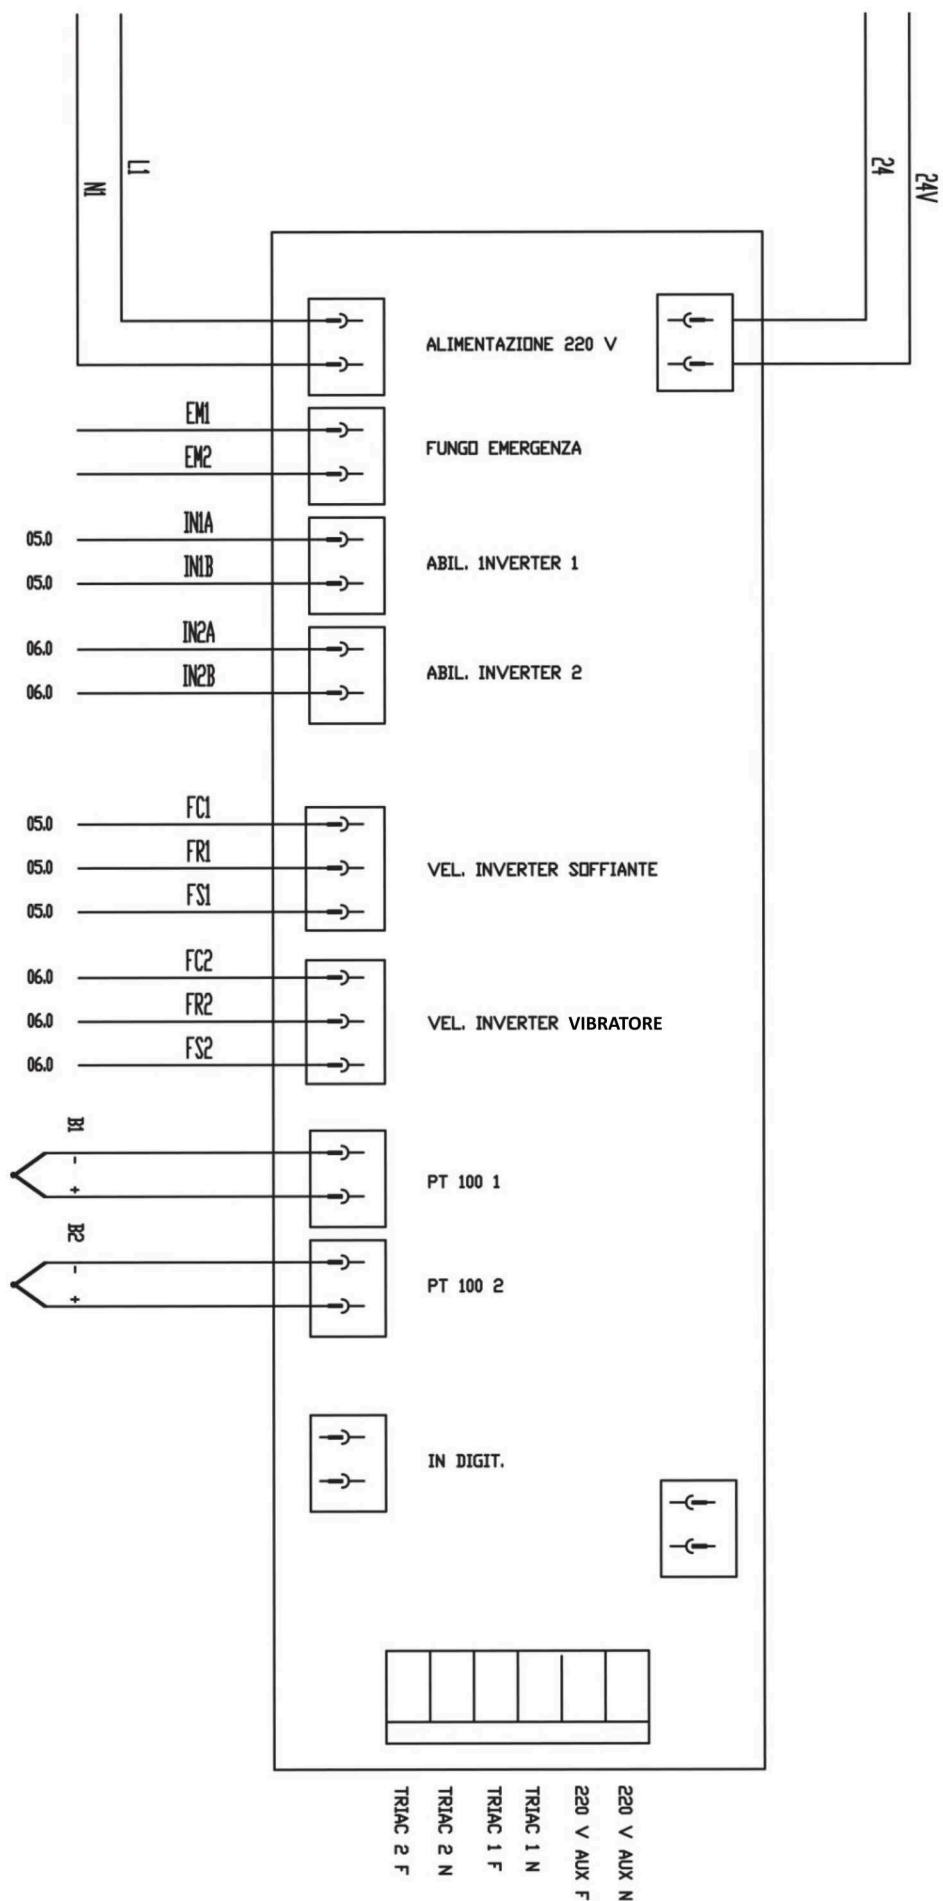 L1
N1
24
24V
ALIMENTAZIONE 220 V
EM1
EM2
FUNGO EMERGENZA
05.0 IN1A
05.0 IN1B
ABIL. 1NVERTER 1
06.0 IN2A
06.0 IN2B
ABIL. INVERTER 2
05.0 FC1
05.0 FR1
05.0 FS1
VEL. INVERTER SOFFIANTE
06.0 FC2
06.0 FR2
06.0 FS2
VEL. INVERTER VIBRATORE
B1
-
+
PT 100 1
B2
-
+
PT 100 2
IN DIGIT.
TRIAC 2 F
TRIAC 2 N
TRIAC 1 F
TRIAC 1 N
220 V AUX F
220 V AUX N